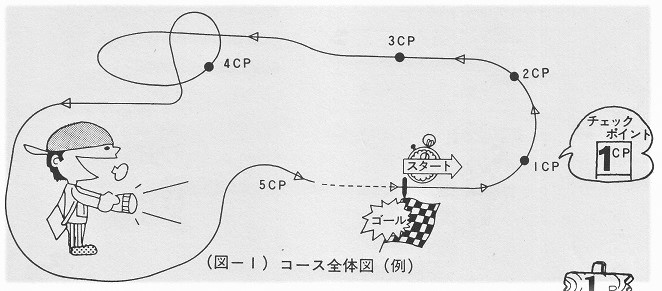 3CP
4CP
2CP
チェック
ポイント
1CP
スタート
1CP
5CP
ゴール
(図-1) コース全体図(例)
1